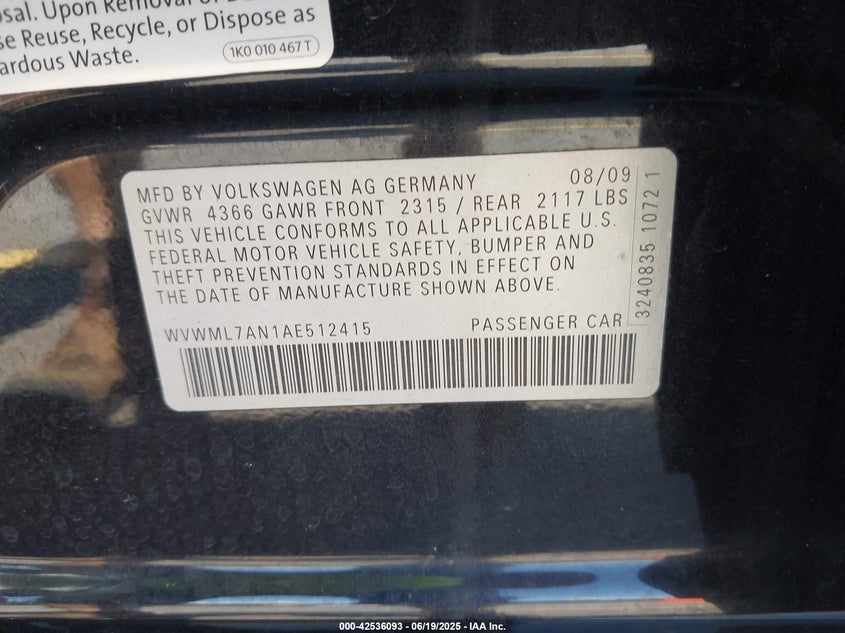 osal. Upon Removal
se Reuse, Recycle, or Dispose as
ardous Waste.
1K0 010 467 T
MFD BY VOLKSWAGEN AG GERMANY 08/09
GVWR 4366 GAWR FRONT 2315 / REAR 2117 LBS
THIS VEHICLE CONFORMS TO ALL APPLICABLE U.S.
FEDERAL MOTOR VEHICLE SAFETY, BUMPER AND
THEFT PREVENTION STANDARDS IN EFFECT ON
THE DATE OF MANUFACTURE SHOWN ABOVE.
WVWML7AN1AE512415 PASSENGER CAR
3240835 10721
000-42536093 - 06/19/2025 - IAA Inc.